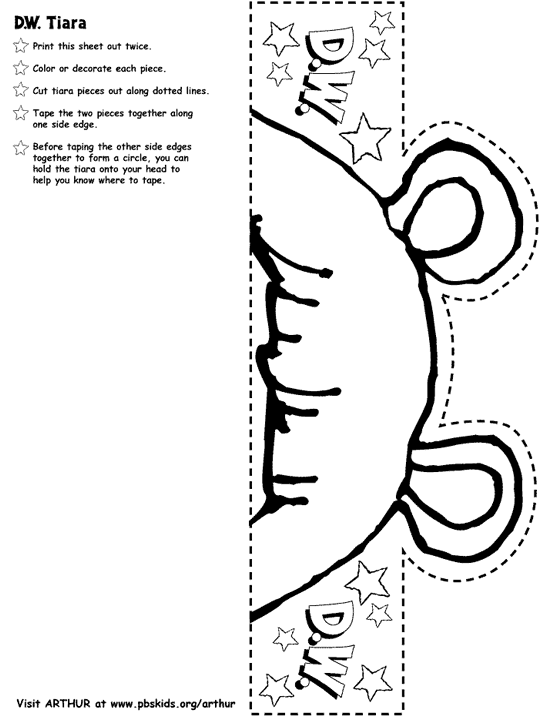 D.W. Tiara
Print this sheet out twice.
Color or decorate each piece.
Cut tiara pieces out along dotted lines.
Tape the two pieces together along
one side edge.
Before taping the other side edges
together to form a circle, you can
hold the tiara onto your head to
help you know where to tape.
D.W.
D.W.
Visit ARTHUR at www.pbskids.org/arthur